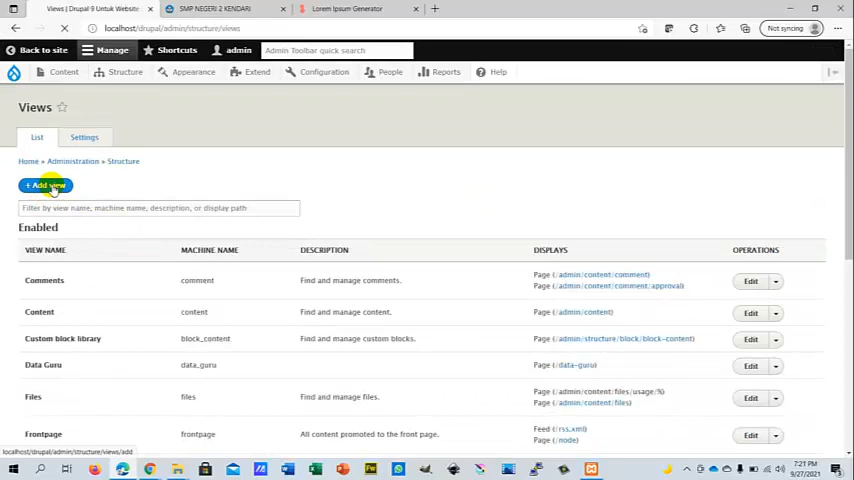 Views | Drupal 9 Untuk Website
SMP NEGERI 2 KENDARI
Lorem Ipsum Generator
localhost/drupal/admin/structure/views
Not syncing
Back to site
Manage
Shortcuts
admin
Admin Toolbar quick search
Content
Structure
Appearance
Extend
Configuration
People
Reports
Help
Views
List
Settings
Home » Administration » Structure
+ Add view
Filter by view name, machine name, description, or display path
Enabled
VIEW NAME MACHINE NAME DESCRIPTION DISPLAYS OPERATIONS
Comments comment Find and manage comments. Page (/admin/content/comment) Edit
Page (/admin/content/comment/approval)
Content content Find and manage content. Page (/admin/content) Edit
Custom block library block_content Find and manage custom blocks. Page (/admin/structure/block/block-content) Edit
Data Guru data_guru Page (/data-guru) Edit
Files files Find and manage files. Page (/admin/content/files/usage/%) Edit
Page (/admin/content/files)
Frontpage frontpage All content promoted to the front page. Feed (/rss.xml) Edit
Page (/node)
localhost/drupal/admin/structure/views/add
7:21 PM
9/27/2021